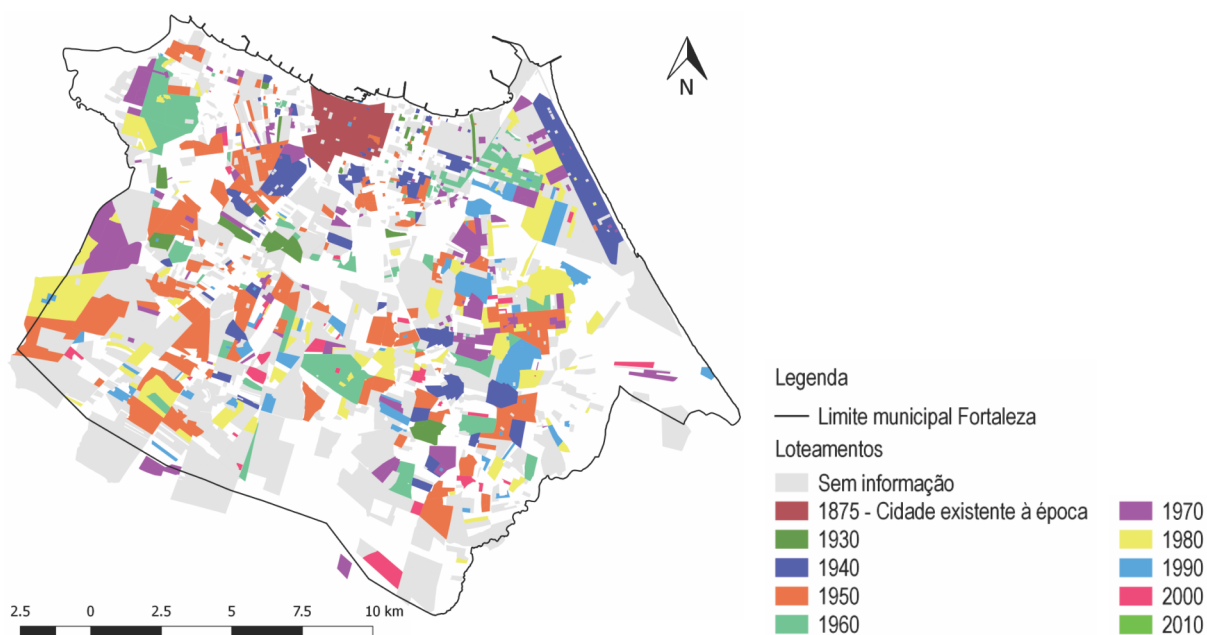 N
Legenda
Limite municipal Fortaleza
Loteamentos
Sem informação
1875 - Cidade existente à época
1930
1940
1950
1960
1970
1980
1990
2000
2010
2.5 0 2.5 5 7.5 10 km